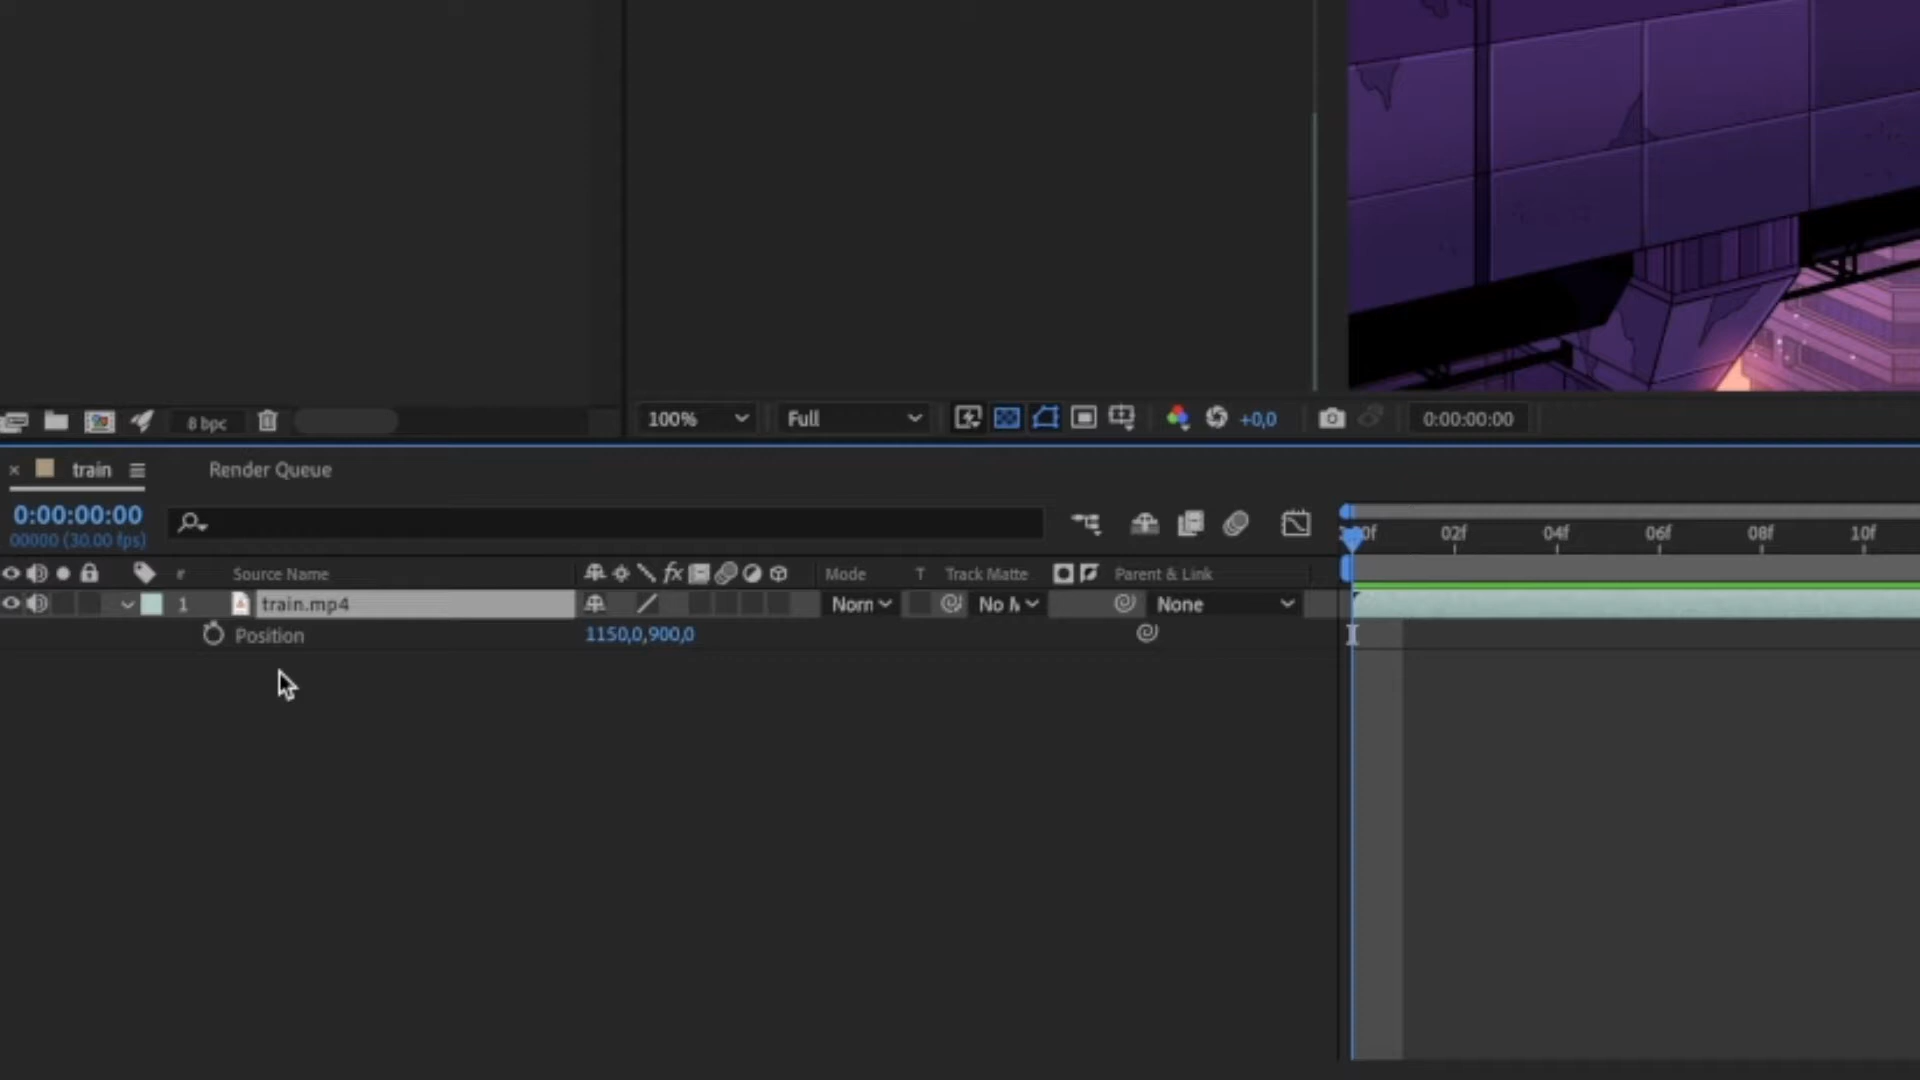 8 bpc
100%
Full
+0,0
0:00:00:00
train
Render Queue
0:00:00:00
00000 (30.00 fps)
02f
04f
06f
08f
10f
Source Name
fx
Mode
T
Track Matte
Parent & Link
1
train.mp4
Norn
No
None
Position
1150,0,900,0